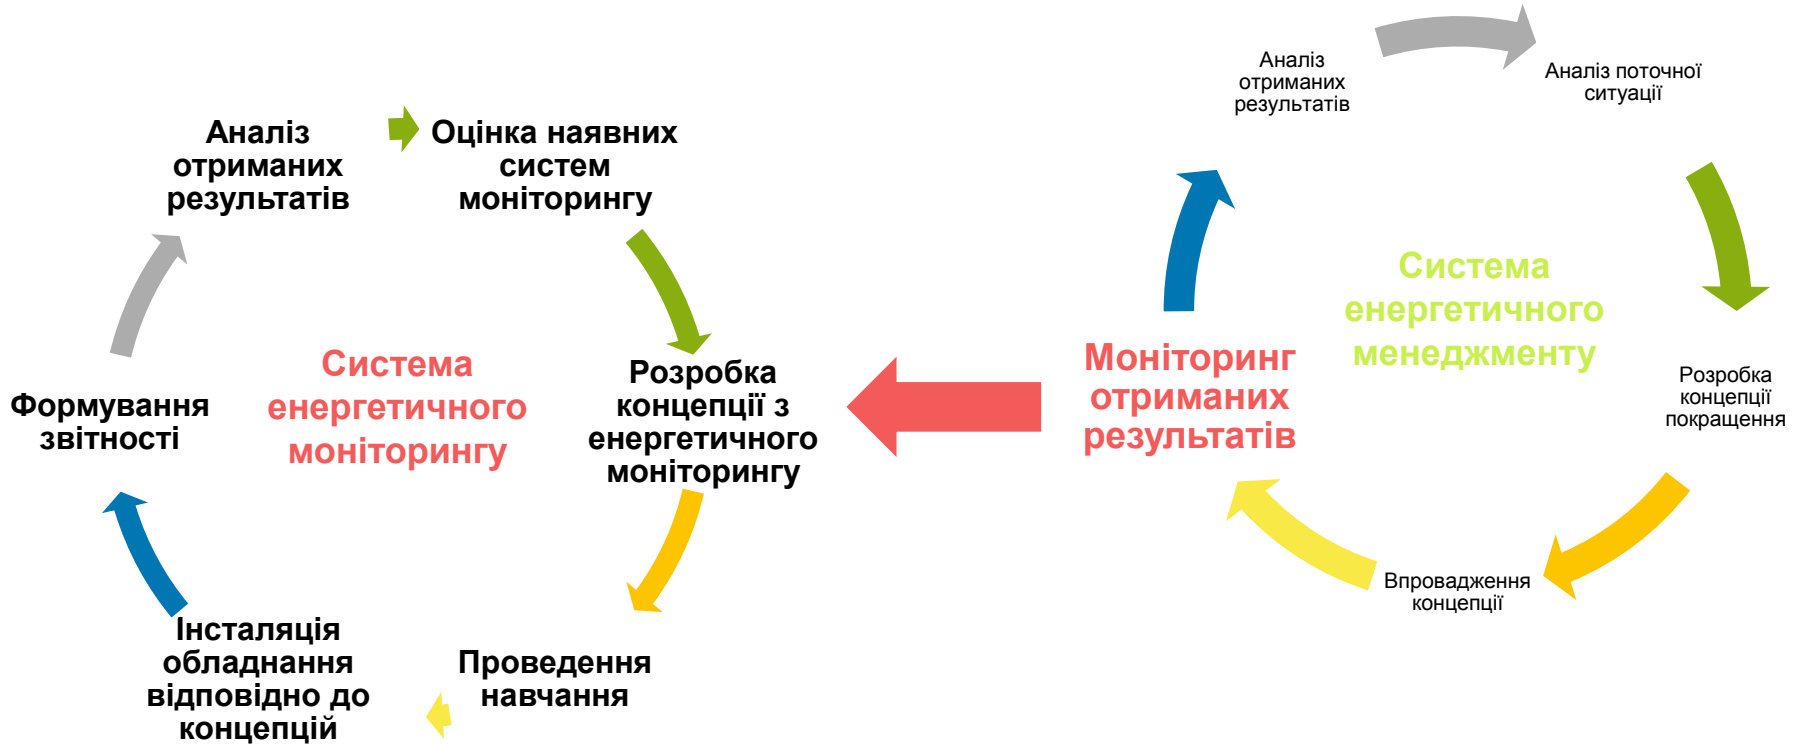 Аналіз
отриманих
результатів
Оцінка наявних
систем
моніторингу
Розробка
концепції з
енергетичного
моніторингу
Проведення
навчання
Інсталяція
обладнання
відповідно до
концепцій
Формування
звітності
Система
енергетичного
моніторингу
Аналіз
отриманих
результатів
Аналіз поточної
ситуації
Розробка
концепції
покращення
Впровадження
концепції
Моніторинг
отриманих
результатів
Система
енергетичного
менеджменту